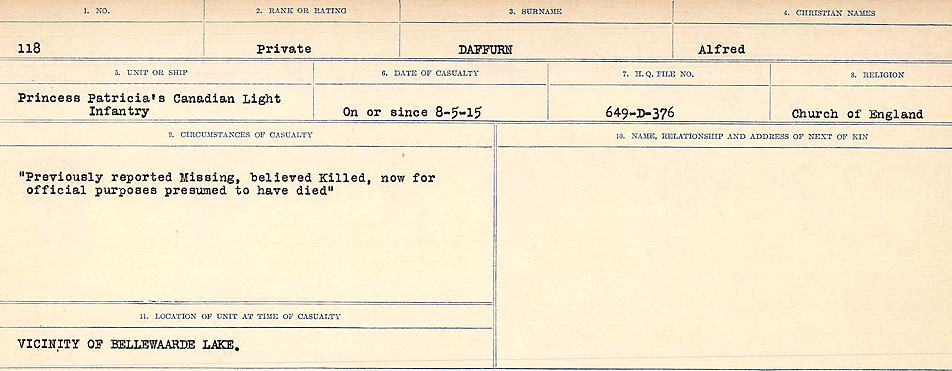 1. NO.
2. RANK OR RATING
3. SURNAME
4. CHRISTIAN NAMES
118
Private
DAFFURN
Alfred
5. UNIT OR SHIP
6. DATE OF CASUALTY
7. H.Q. FILE NO.
8. RELIGION
Princess Patricia's Canadian Light
Infantry
On or since 8-5-15
649-D-376
Church of England
9. CIRCUMSTANCES OF CASUALTY
10. NAME, RELATIONSHIP AND ADDRESS OF NEXT OF KIN
"Previously reported Missing, believed Killed, now for
official purposes presumed to have died"
11. LOCATION OF UNIT AT TIME OF CASUALTY
VICINITY OF BELLEWAARDE LAKE.